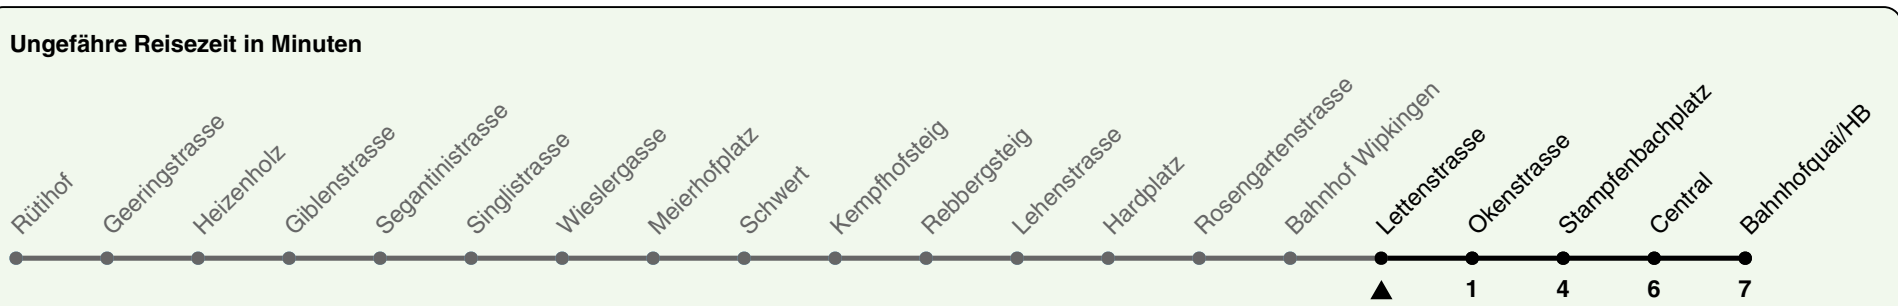 Ungefähre Reisezeit in Minuten
Rütihof
Geeringstrasse
Heizenholz
Giblenstrasse
Segantinistrasse
Singlistrasse
Wieslergasse
Meierhofplatz
Schwert
Kempfhofsteig
Rebbergsteig
Lehenstrasse
Hardplatz
Rosengartenstrasse
Bahnhof Wipkingen
Lettenstrasse
Okenstrasse
Stampfenbachplatz
Central
Bahnhofquai/HB
1 4 6 7